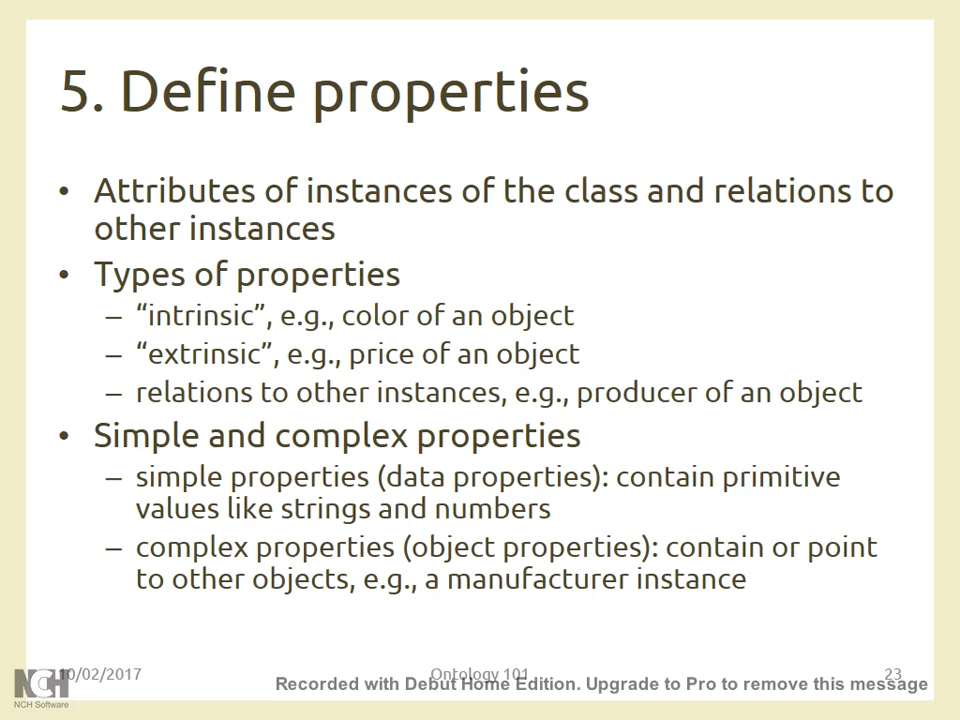 5. Define properties
• Attributes of instances of the class and relations to
other instances
• Types of properties
– “intrinsic”, e.g., color of an object
– “extrinsic”, e.g., price of an object
– relations to other instances, e.g., producer of an object
• Simple and complex properties
– simple properties (data properties): contain primitive
values like strings and numbers
– complex properties (object properties): contain or point
to other objects, e.g., a manufacturer instance
10/02/2017
Ontology 101
23
Recorded with Debut Home Edition. Upgrade to Pro to remove this message
NCH
NCH Software